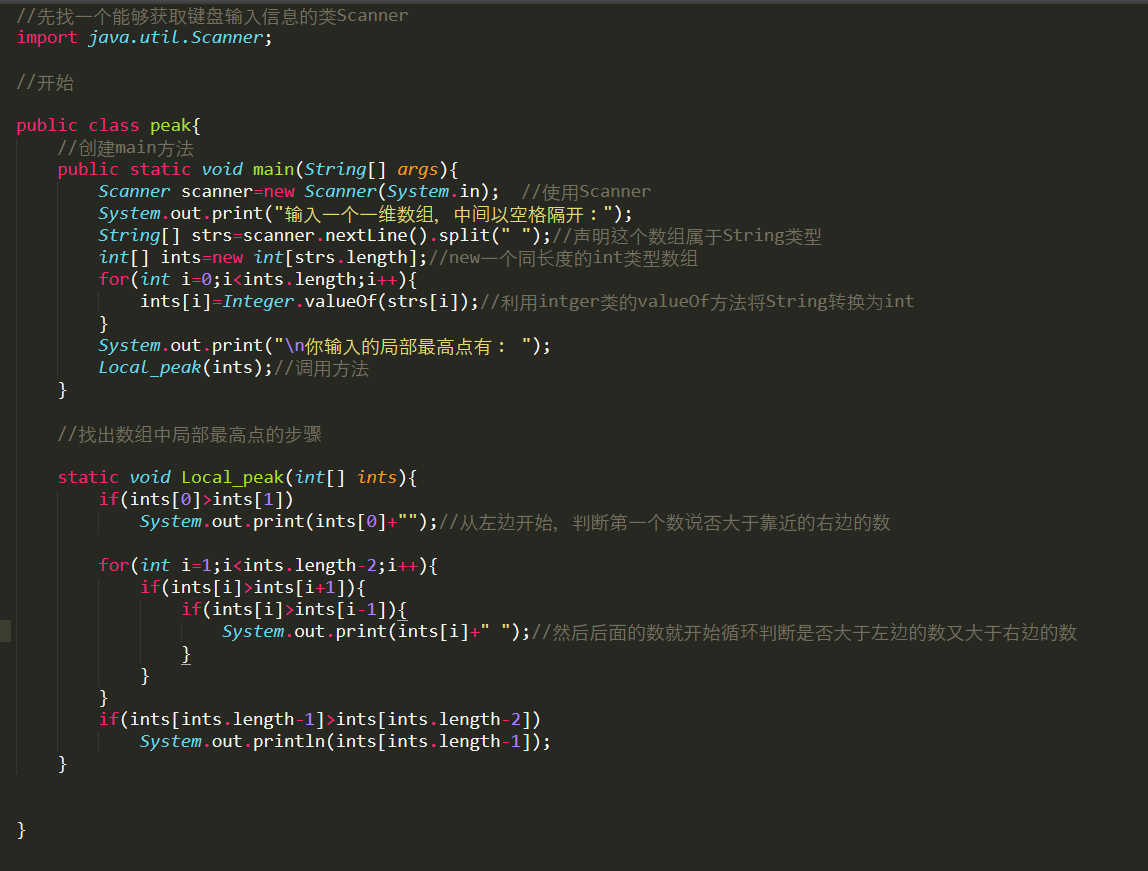 //先找一个能够获取键盘输入信息的类Scanner
import java.util.Scanner;
//开始
public class peak{
//创建main方法
public static void main(String[] args){
Scanner scanner=new Scanner(System.in);  //使用Scanner
System.out.print("输入一个一维数组, 中间以空格隔开：");
String[] strs=scanner.nextLine().split(" ");//声明这个数组属于String类型
int[] ints=new int[strs.length];//new一个同长度的int类型数组
for(int i=0;i<ints.length;i++){
ints[i]=Integer.valueOf(strs[i]);//利用intger类的valueOf方法将String转换为int
}
System.out.print("\n你输入的局部最高点有： ");
Local_peak(ints);//调用方法
}
//找出数组中局部最高点的步骤
static void Local_peak(int[] ints){
if(ints[0]>ints[1])
System.out.print(ints[0]+"");//从左边开始, 判断第一个数说否大于靠近的右边的数
for(int i=1;i<ints.length-2;i++){
if(ints[i]>ints[i+1]){
if(ints[i]>ints[i-1]){
System.out.print(ints[i]+" ");//然后后面的数就开始循环判断是否大于左边的数又大于右边的数
}
}
}
if(ints[ints.length-1]>ints[ints.length-2])
System.out.println(ints[ints.length-1]);
}
}